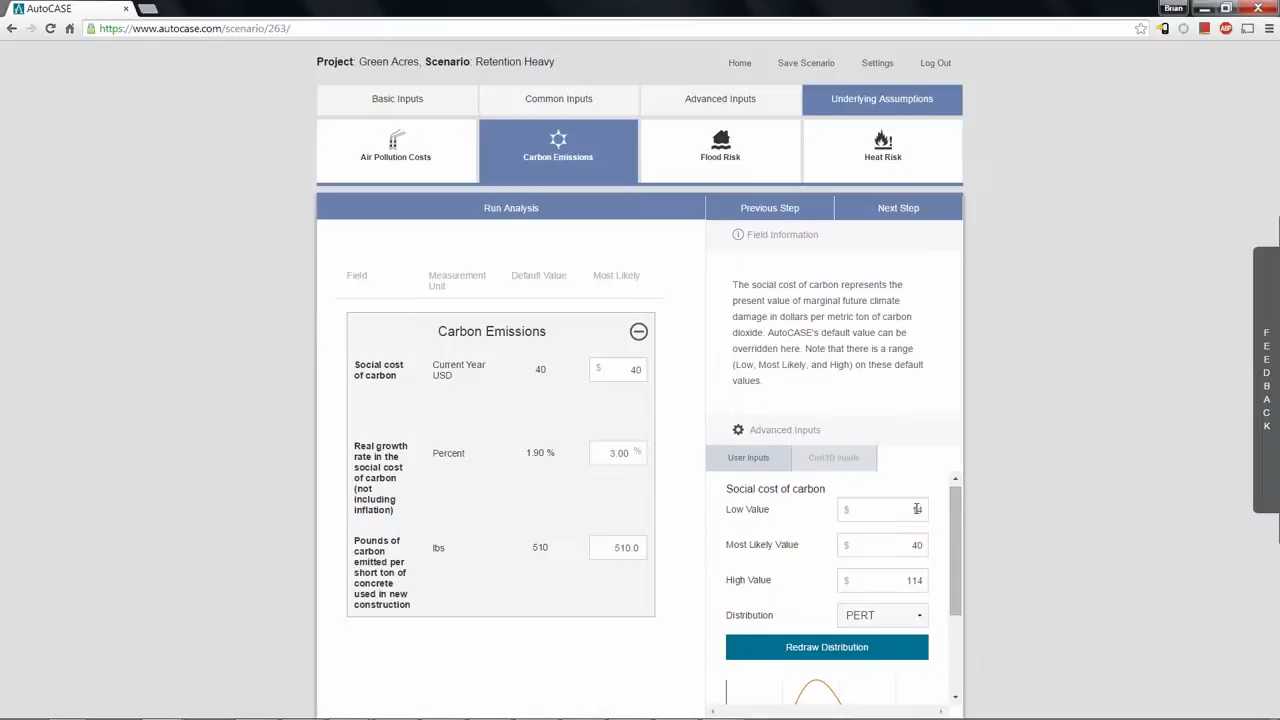 AutoCASE
Brian
https://www.autocase.com/scenario/263/
Project: Green Acres, Scenario: Retention Heavy
Home
Save Scenario
Settings
Log Out
Basic Inputs
Common Inputs
Advanced Inputs
Underlying Assumptions
Air Pollution Costs
Carbon Emissions
Flood Risk
Heat Risk
Run Analysis
Previous Step
Next Step
Field Information
Field
Measurement
Unit
Default Value
Most Likely
The social cost of carbon represents the
present value of marginal future climate
damage in dollars per metric ton of carbon
dioxide. AutoCASE's default value can be
overridden here. Note that there is a range
(Low, Most Likely, and High) on these default
values.
Carbon Emissions
Social cost
of carbon
Current Year
USD
40
$ 40
Real growth
rate in the
social cost
of carbon
(not
including
inflation)
Percent
1.90 %
3.00 %
Pounds of
carbon
emitted per
short ton of
concrete
used in new
construction
lbs
510
510.0
Advanced Inputs
User Inputs
Civil3D Inputs
Social cost of carbon
Low Value
$
Most Likely Value
$ 40
High Value
$ 114
Distribution
PERT
Redraw Distribution
FEEDBACK
ABP